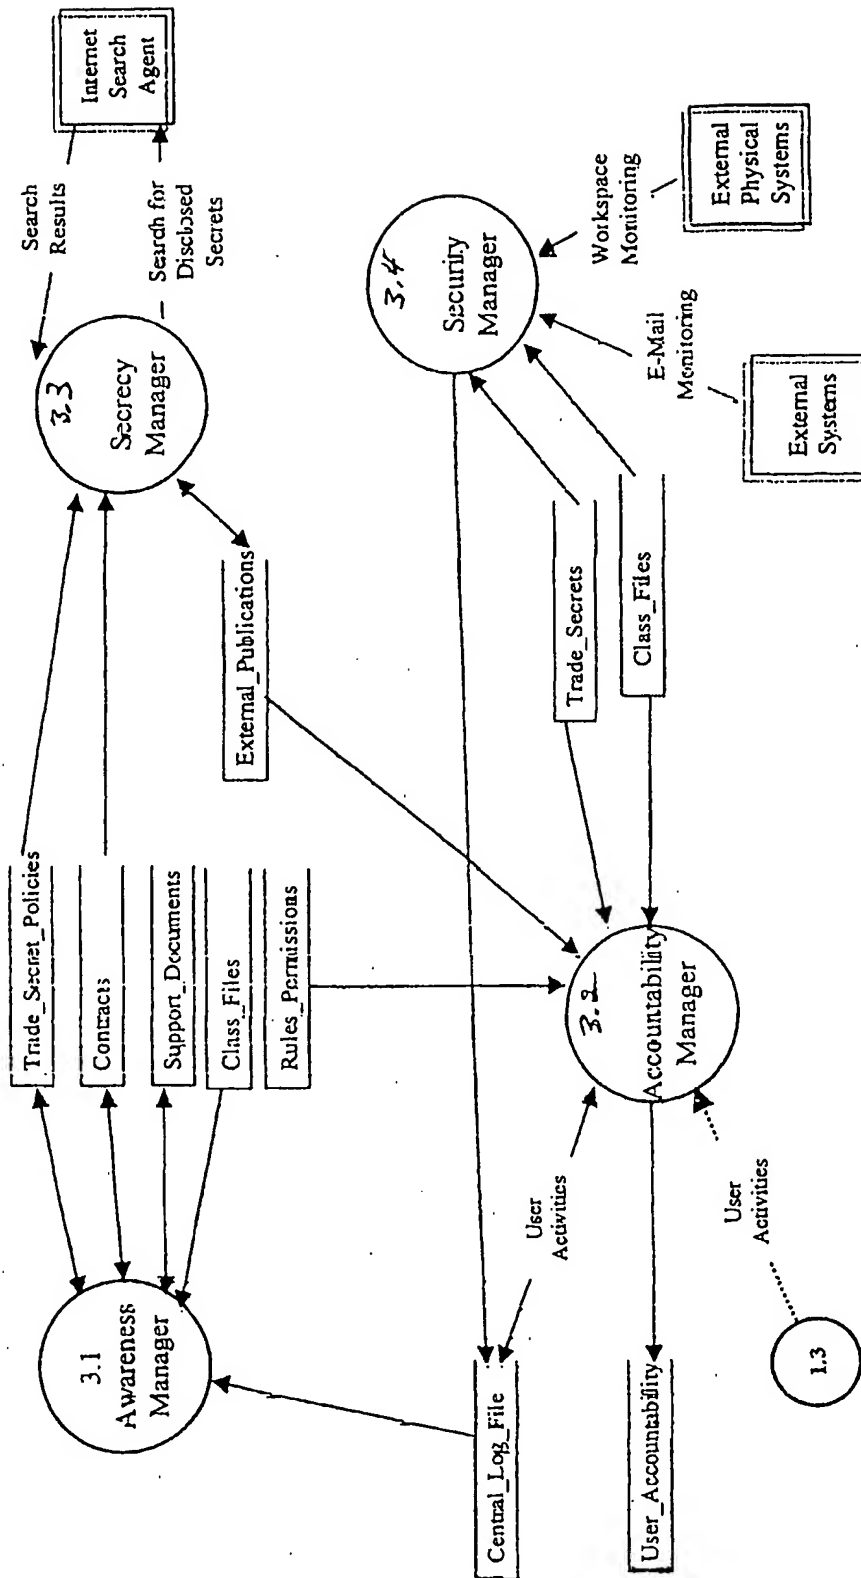 3.1
Awareness
Manager
Trade_Secret_Policies
Contracts
Support_Documents
Class_Files
Rules_Permissions
3.3
Secrecy
Manager
Search
Results
Search for
Disclosed
Secrets
Internet
Search
Agent
External_Publications
Central_Log_File
User
Activities
3.4
Security
Manager
Workspace
Monitoring
External
Physical
Systems
E-Mail
Monitoring
External
Systems
Trade_Secrets
Class_Files
3.2
Accountability
Manager
User_Accountability
User
Activities
1.3